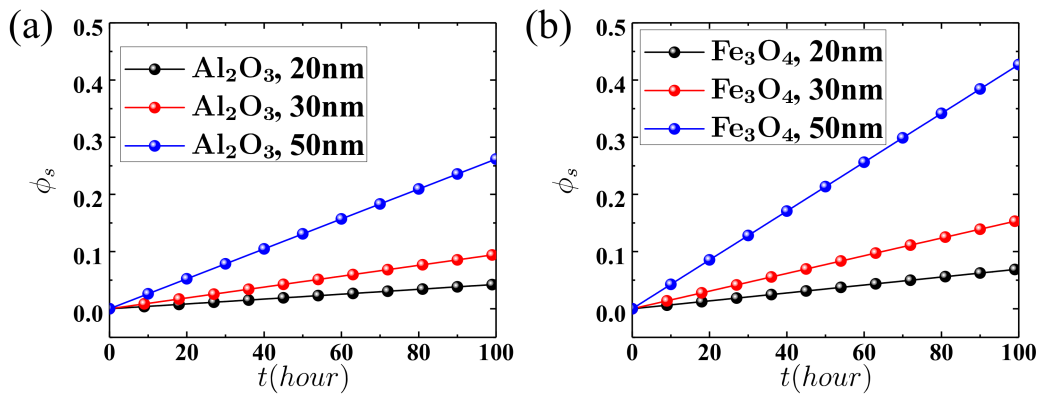 (a)
0.5
0.4
0.3
0.2
0.1
0.0
ϕₛ
Al₂O₃, 20nm
Al₂O₃, 30nm
Al₂O₃, 50nm
0 20 40 60 80 100
t(hour)
(b)
0.5
0.4
0.3
0.2
0.1
0.0
ϕₛ
Fe₃O₄, 20nm
Fe₃O₄, 30nm
Fe₃O₄, 50nm
0 20 40 60 80 100
t(hour)